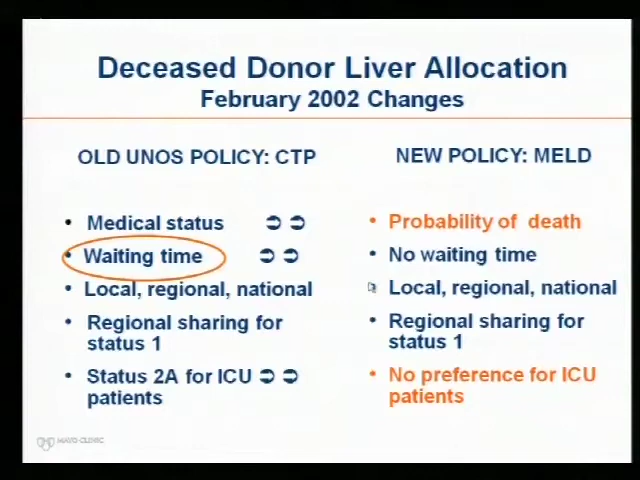 Deceased Donor Liver Allocation
February 2002 Changes
OLD UNOS POLICY: CTP
• Medical status ➲ ➲
• Waiting time ➲ ➲
• Local, regional, national
• Regional sharing for
status 1
• Status 2A for ICU ➲ ➲
patients
NEW POLICY: MELD
• Probability of death
• No waiting time
Local, regional, national
• Regional sharing for
status 1
• No preference for ICU
patients
MAYO CLINIC